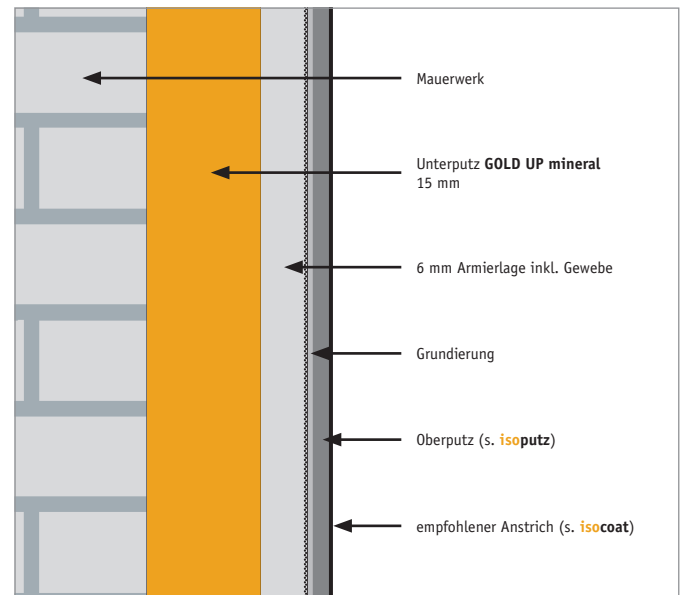 Mauerwerk
Unterputz GOLD UP mineral
15 mm
6 mm Armierlage inkl. Gewebe
Grundierung
Oberputz (s. isoputz)
empfohlener Anstrich (s. isocoat)